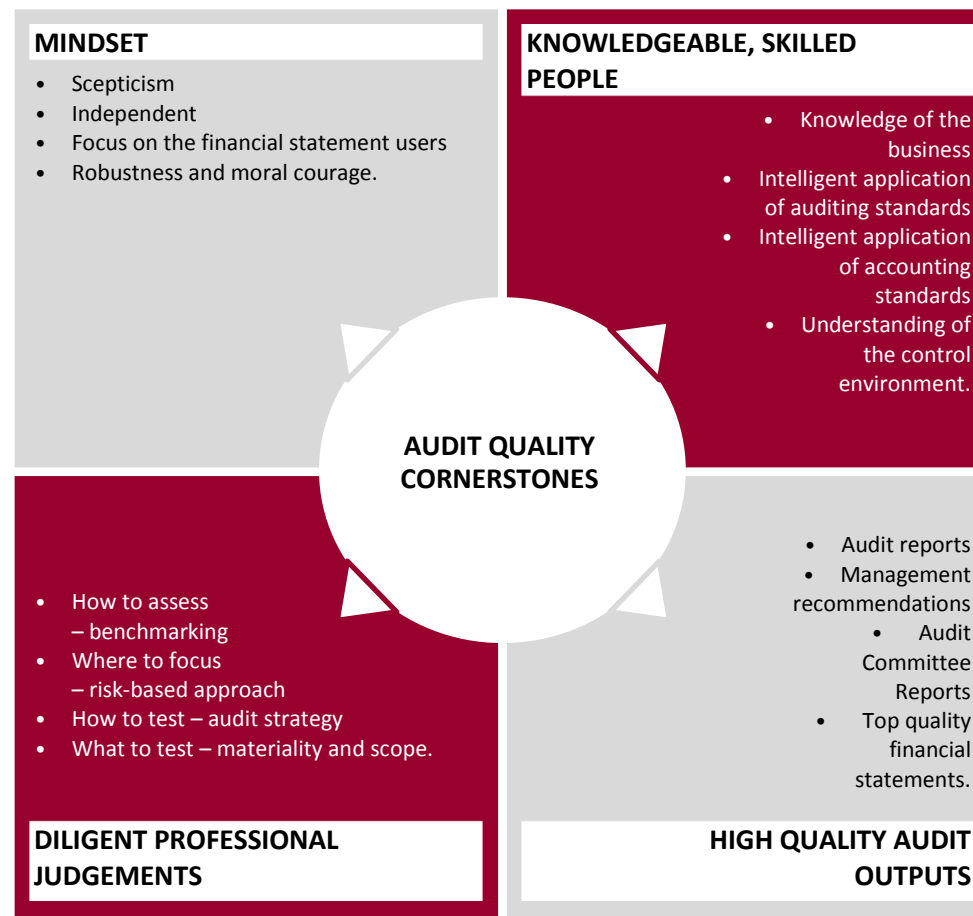 MINDSET
• Scepticism
• Independent
• Focus on the financial statement users
• Robustness and moral courage.
KNOWLEDGEABLE, SKILLED
PEOPLE
• Knowledge of the
business
• Intelligent application
of auditing standards
• Intelligent application
of accounting
standards
• Understanding of
the control
environment.
AUDIT QUALITY
CORNERSTONES
• How to assess
– benchmarking
• Where to focus
– risk-based approach
• How to test – audit strategy
• What to test – materiality and scope.
DILIGENT PROFESSIONAL
JUDGEMENTS
• Audit reports
• Management
recommendations
• Audit
Committee
Reports
• Top quality
financial
statements.
HIGH QUALITY AUDIT
OUTPUTS